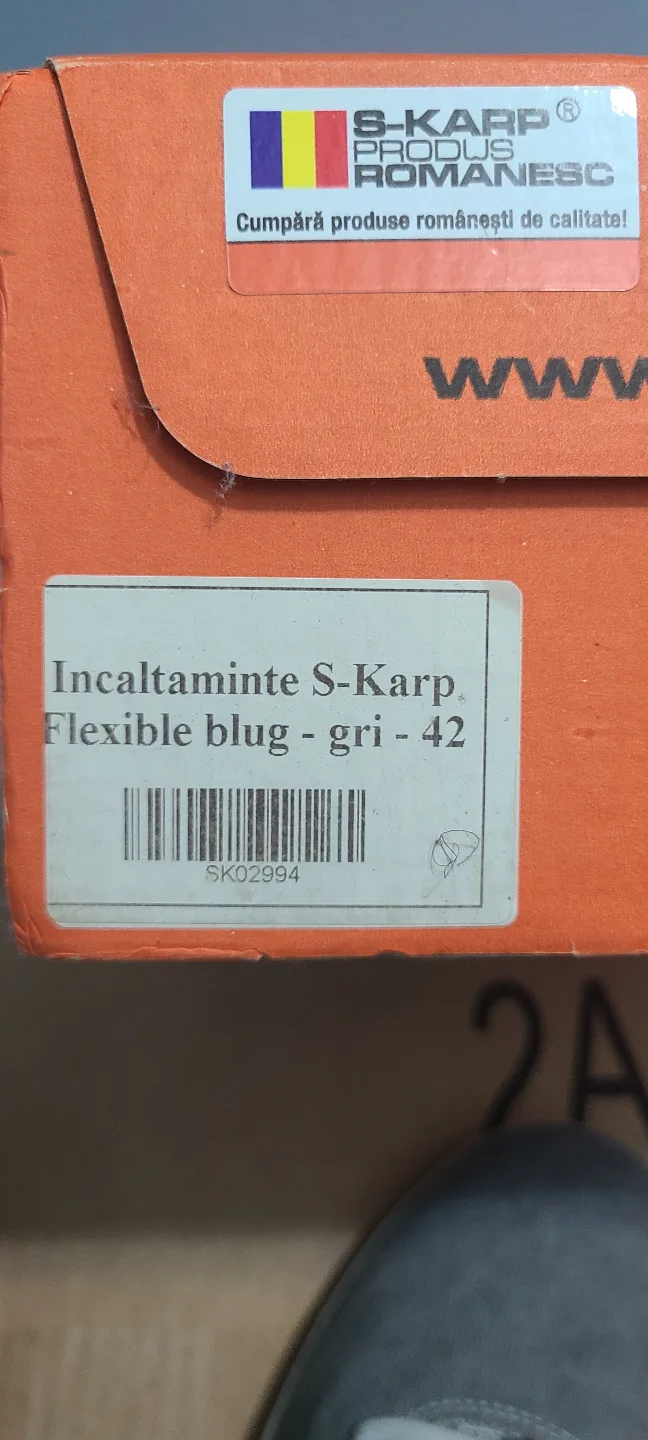 S-KARP®
PRODUS
ROMANESC
Cumpără produse românești de calitate!
www
Incaltaminte S-Karp
Flexible blug - gri - 42
SK02994
2A